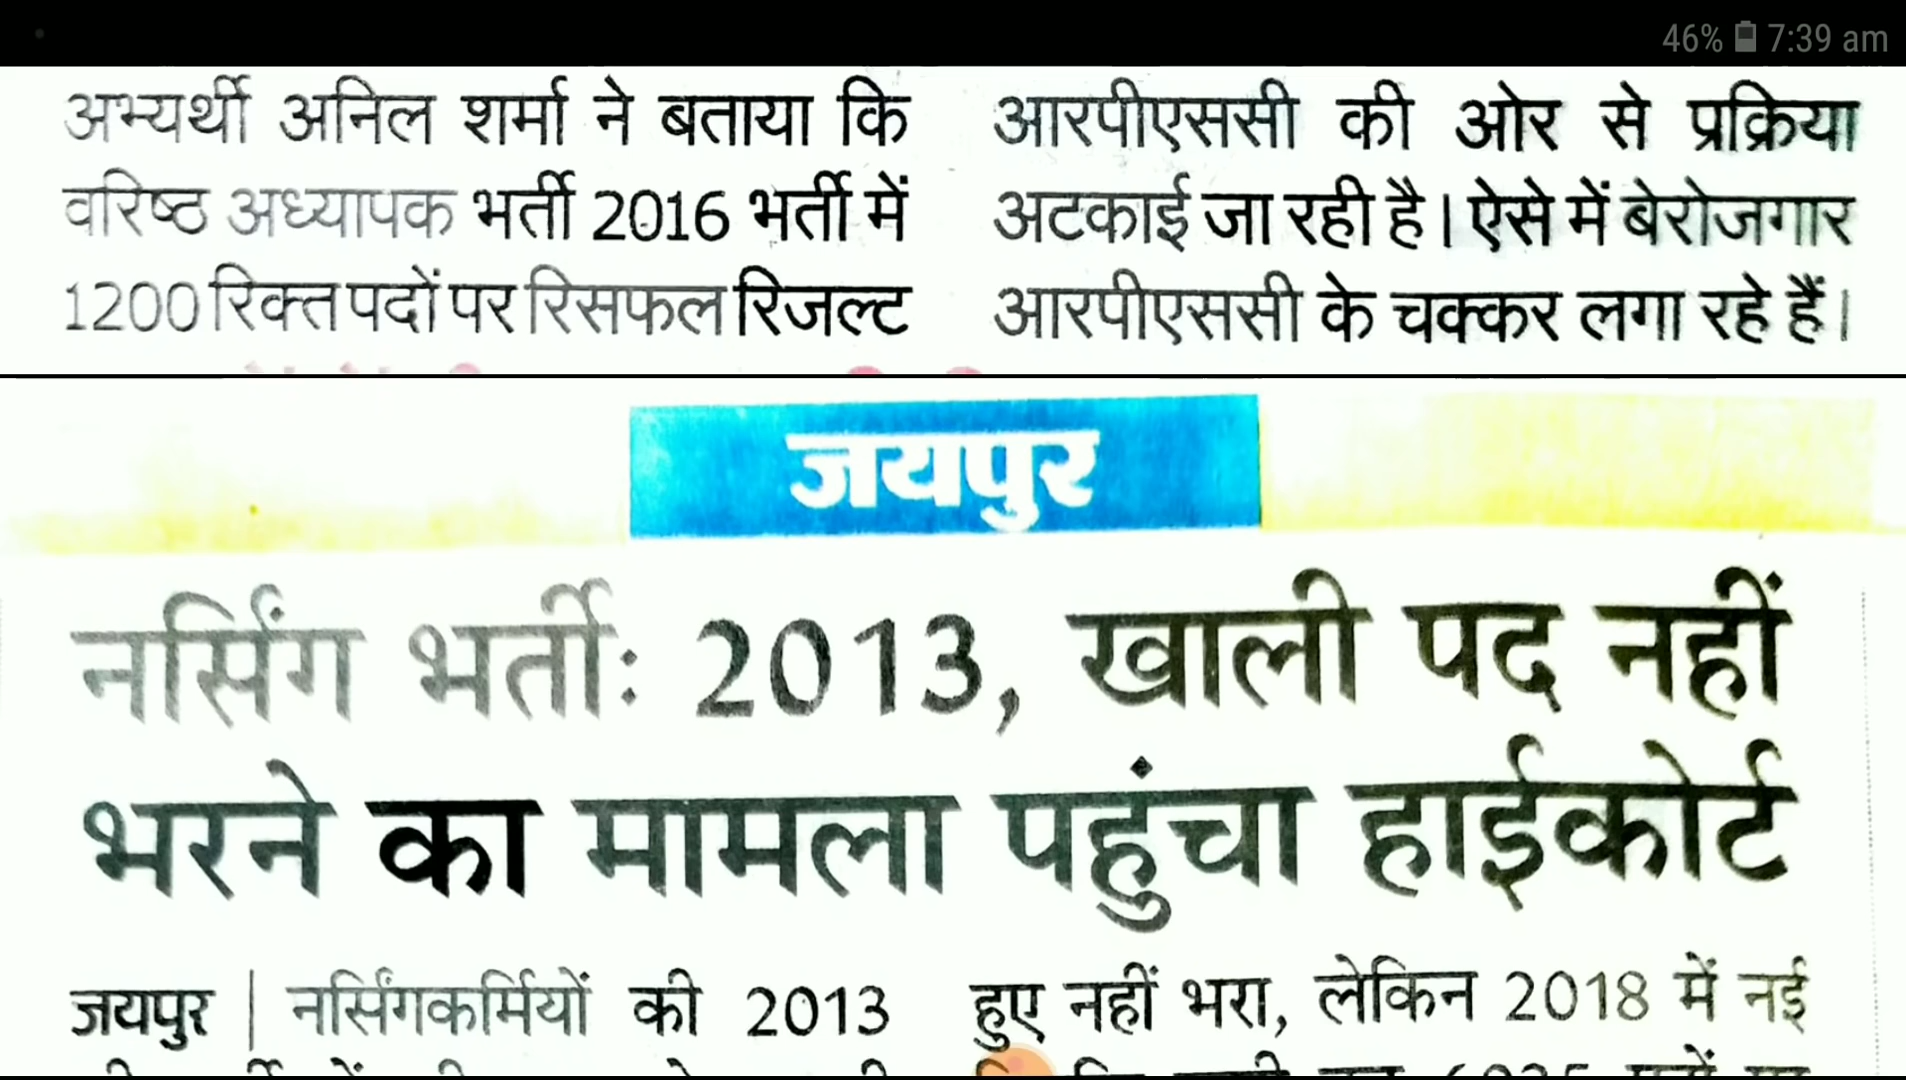 46% 7:39 am
अभ्यर्थी अनिल शर्मा ने बताया कि
वरिष्ठ अध्यापक भर्ती 2016 भर्ती में
1200 रिक्त पदों पर रिसफल रिजल्ट
आरपीएससी की ओर से प्रक्रिया
अटकाई जा रही है। ऐसे में बेरोजगार
आरपीएससी के चक्कर लगा रहे हैं।
जयपुर
नर्सिंग भर्ती: 2013, खाली पद नहीं
भरने का मामला पहुंचा हाईकोर्ट
जयपुर | नर्सिंगकर्मियों की 2013
हुए नहीं भरा, लेकिन 2018 में नई